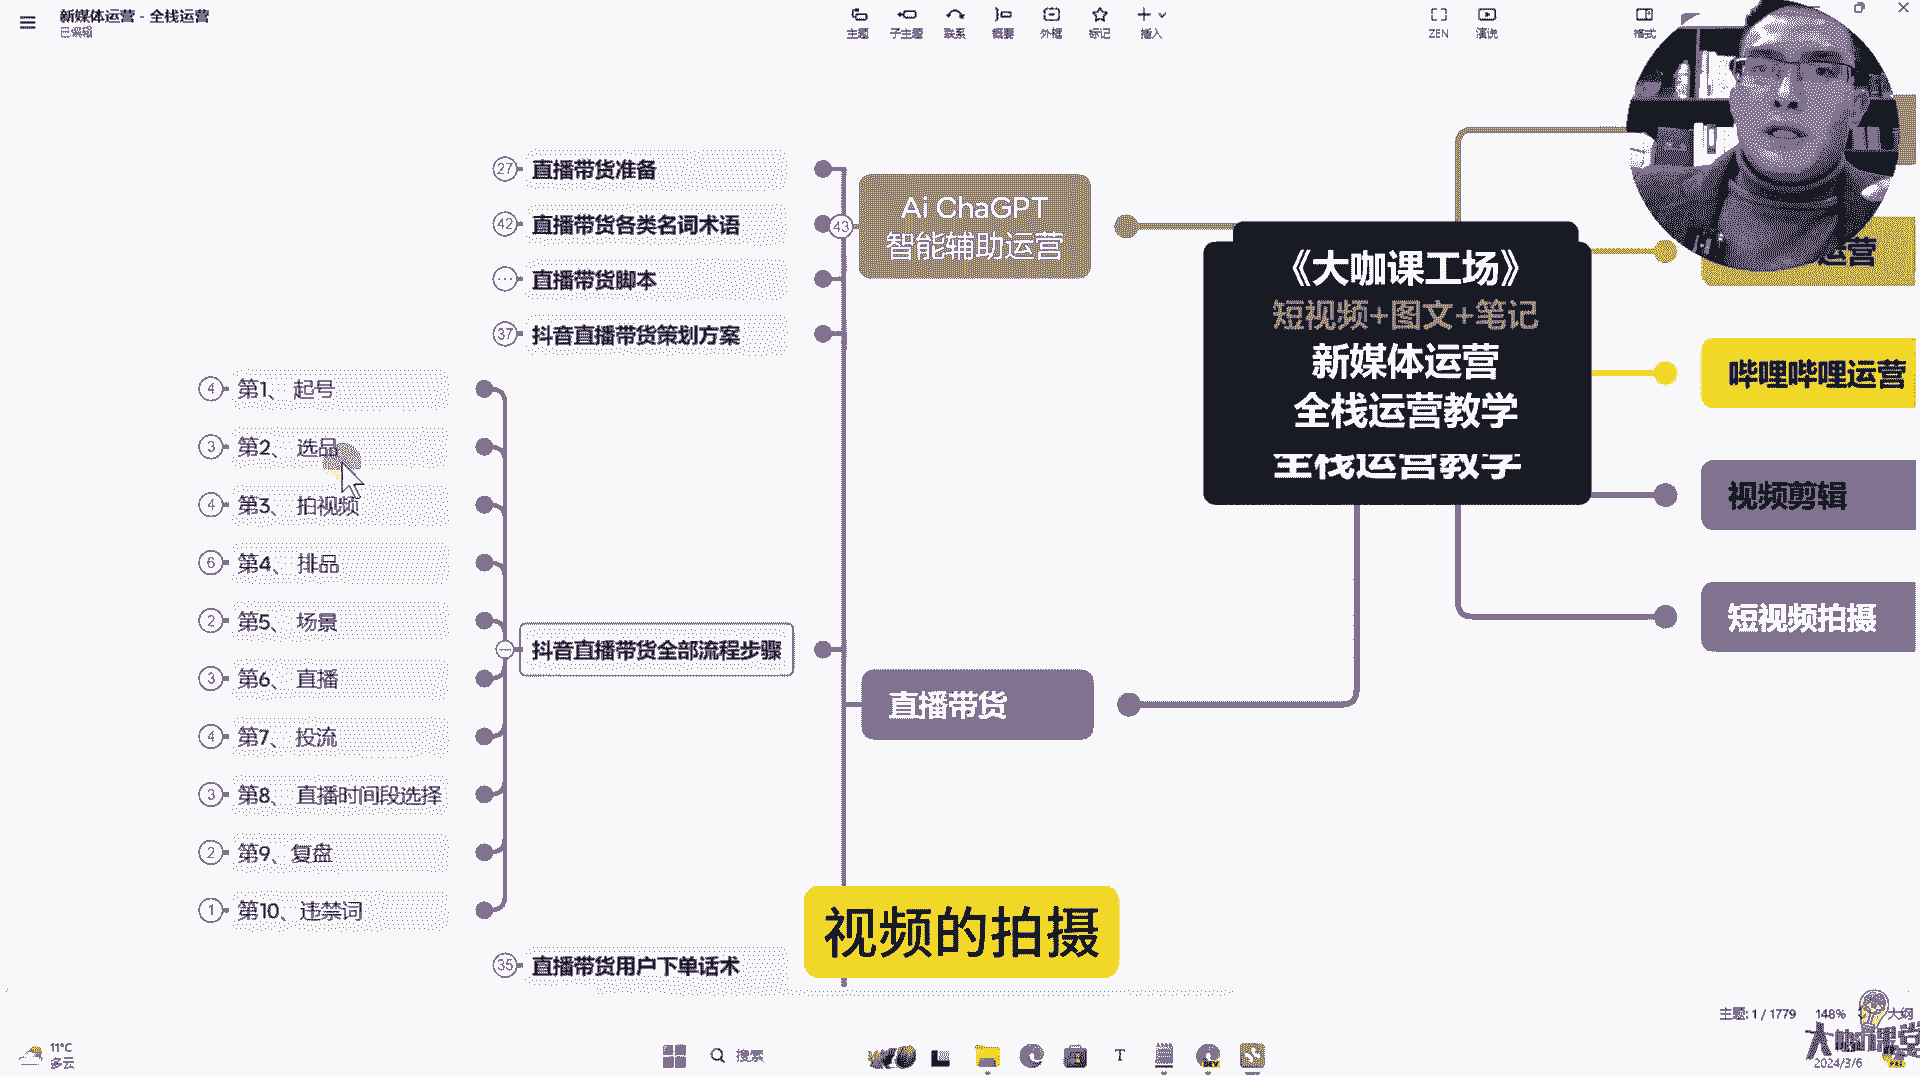 新媒体运营 - 全栈运营
已编辑
主题
子主题
联系
概要
外框
标记
插入
ZEN
演说
格式
27
直播带货准备
42
直播带货各类名词术语
直播带货脚本
37
抖音直播带货策划方案
43
Ai ChaGPT
智能辅助运营
《大咖课工场》
短视频+图文+笔记
新媒体运营
全栈运营教学
全栈运营教学
运营
哔哩哔哩运营
视频剪辑
短视频拍摄
4
第1、 起号
3
第2、 选品
4
第3、 拍视频
6
第4、 排品
2
第5、 场景
3
第6、 直播
4
第7、 投流
3
第8、 直播时间段选择
2
第9、复盘
1
第10、违禁词
抖音直播带货全部流程步骤
直播带货
35
直播带货用户下单话术
视频的拍摄
主题: 1 / 1779
148%
大纲
大咖课堂
11°C
多云
搜索
T
DEV
2024/3/6